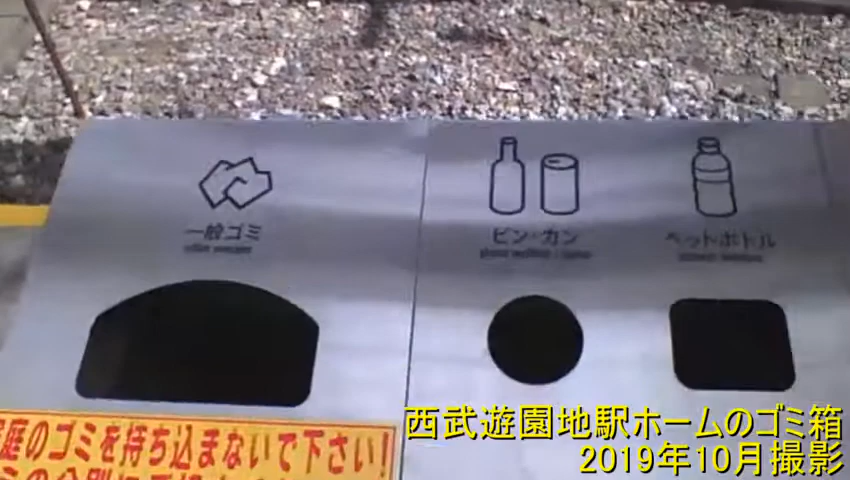 一般ゴミ
ビン・カン
ペットボトル
庭のゴミを持ち込まないで下さい!
西武遊園地駅ホームのゴミ箱
2019年10月撮影